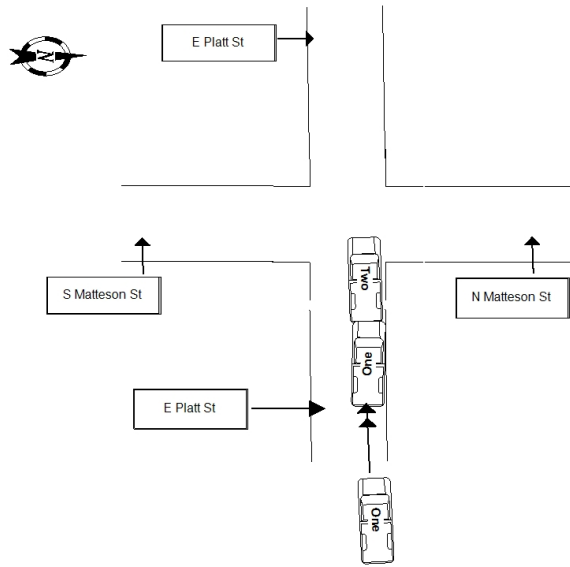 E Platt St
N
S Matteson St
Two
N Matteson St
One
E Platt St
One